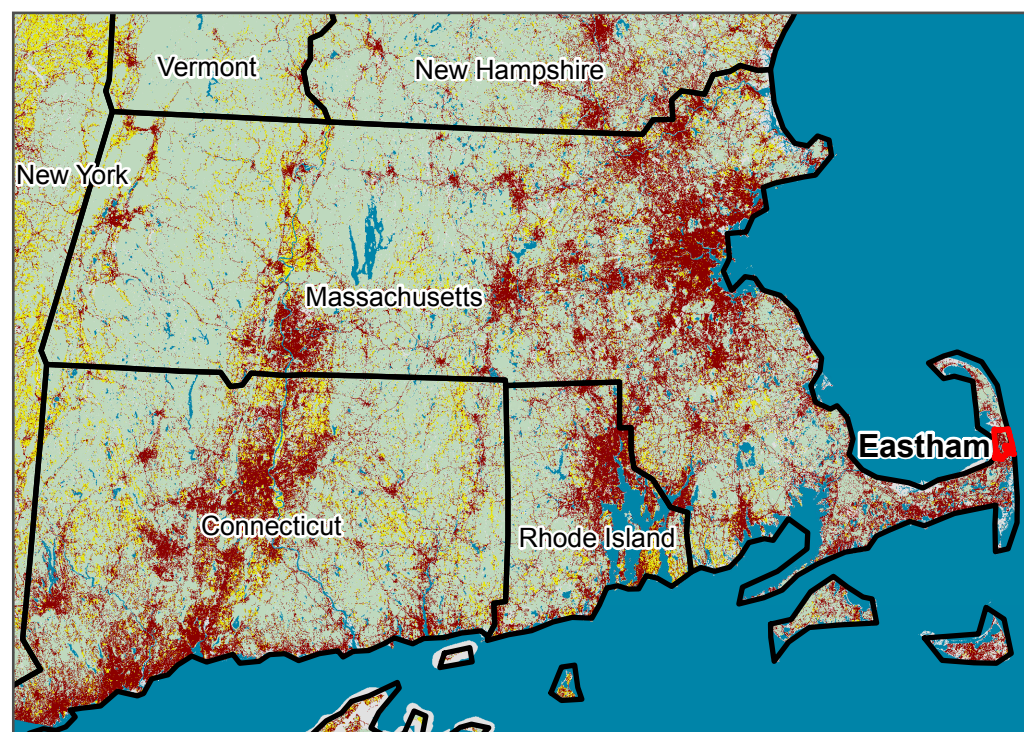 Vermont
New Hampshire
New York
Massachusetts
Eastham
Connecticut
Rhode Island